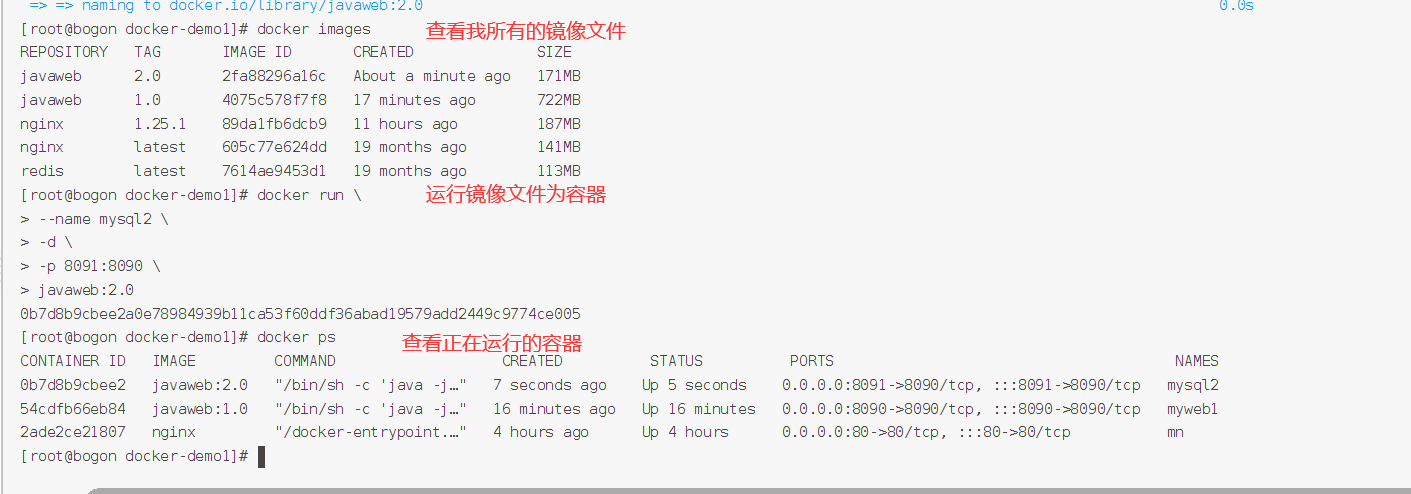 => => naming to docker.io/library/javaweb:2.0 0.0s
[root@bogon docker-demo1]# docker images 查看我所有的镜像文件
REPOSITORY TAG IMAGE ID CREATED SIZE
javaweb 2.0 2fa88296a16c About a minute ago 171MB
javaweb 1.0 4075c578f7f8 17 minutes ago 722MB
nginx 1.25.1 89da1fb6dcb9 11 hours ago 187MB
nginx latest 605c77e624dd 19 months ago 141MB
redis latest 7614ae9453d1 19 months ago 113MB
[root@bogon docker-demo1]# docker run \ 运行镜像文件为容器
> --name mysql2 \
> -d \
> -p 8091:8090 \
> javaweb:2.0
0b7d8b9cbee2a0e78984939b11ca53f60ddf36abad19579add2449c9774ce005
[root@bogon docker-demo1]# docker ps 查看正在运行的容器
CONTAINER ID IMAGE COMMAND CREATED STATUS PORTS NAMES
0b7d8b9cbee2 javaweb:2.0 "/bin/sh -c 'java -j…" 7 seconds ago Up 5 seconds 0.0.0.0:8091->8090/tcp, :::8091->8090/tcp mysql2
54cdfb66eb84 javaweb:1.0 "/bin/sh -c 'java -j…" 16 minutes ago Up 16 minutes 0.0.0.0:8090->8090/tcp, :::8090->8090/tcp myweb1
2ade2ce21807 nginx "/docker-entrypoint.…" 4 hours ago Up 4 hours 0.0.0.0:80->80/tcp, :::80->80/tcp mn
[root@bogon docker-demo1]#